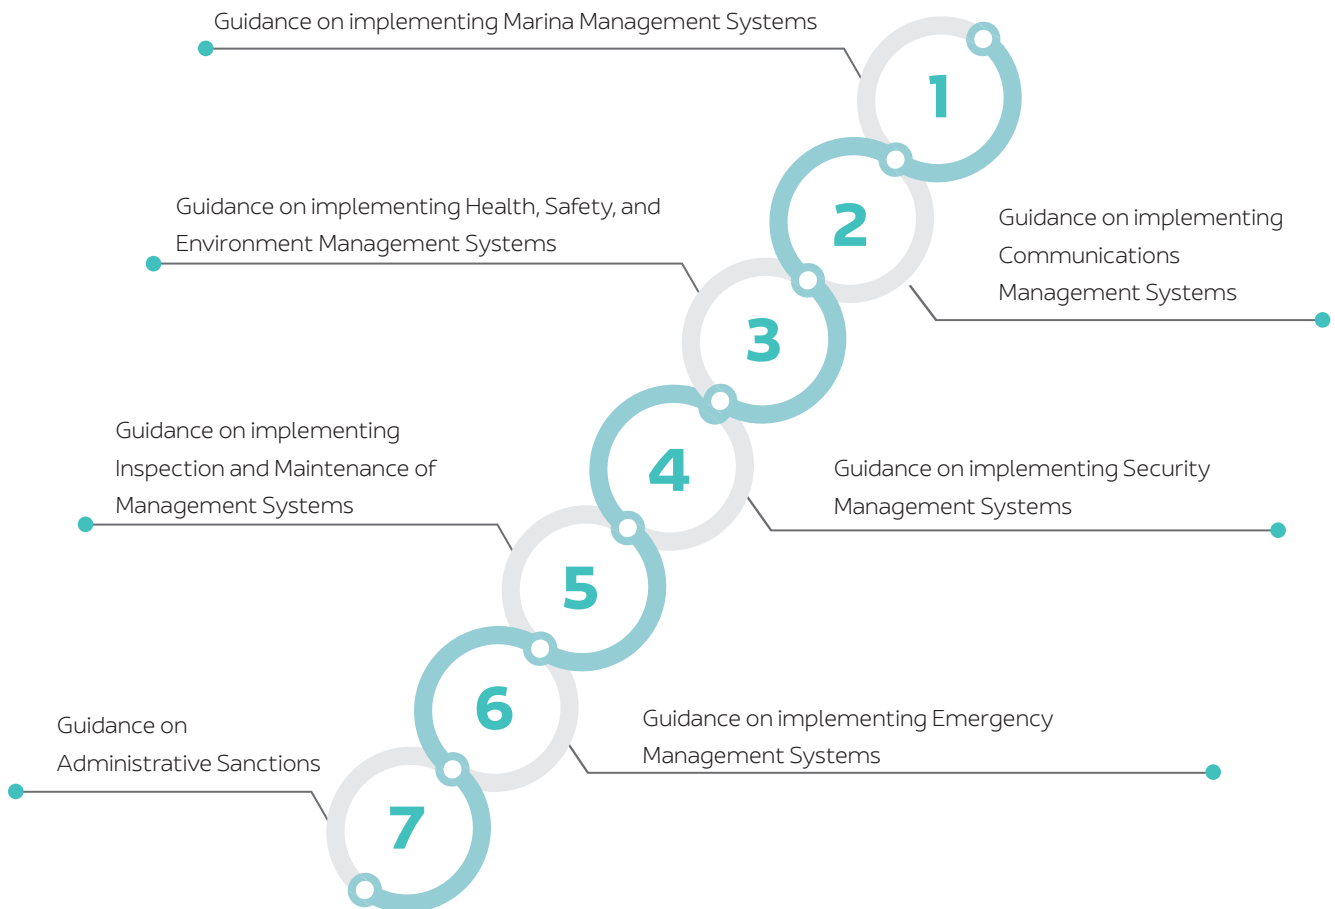 Guidance on implementing Marina Management Systems
1
2
Guidance on implementing Health, Safety, and
Environment Management Systems
Guidance on implementing
Communications
Management Systems
3
Guidance on implementing
Inspection and Maintenance of
Management Systems
4
Guidance on implementing Security
Management Systems
5
6
Guidance on
Administrative Sanctions
Guidance on implementing Emergency
Management Systems
7